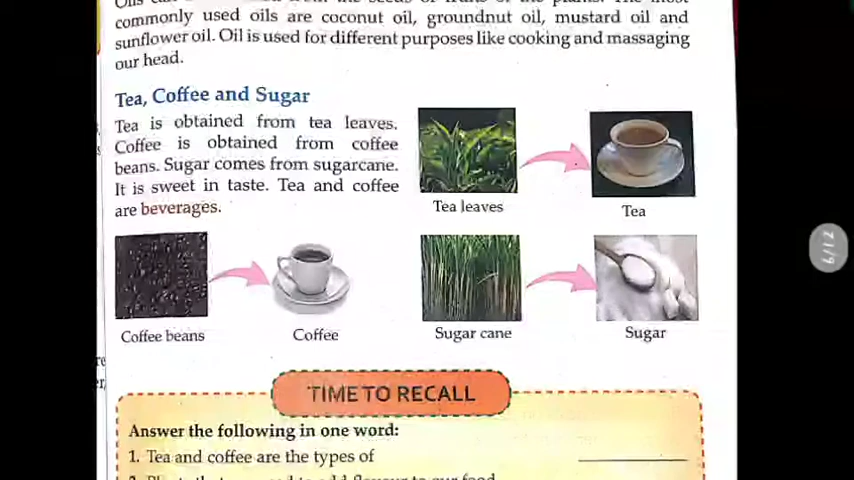 commonly used oils are coconut oil, groundnut oil, mustard oil and
sunflower oil. Oil is used for different purposes like cooking and massaging
our head.
Tea, Coffee and Sugar
Tea is obtained from tea leaves.
Coffee is obtained from coffee
beans. Sugar comes from sugarcane.
It is sweet in taste. Tea and coffee
are beverages.
Tea leaves
Tea
Coffee beans
Coffee
Sugar cane
Sugar
TIME TO RECALL
Answer the following in one word:
1. Tea and coffee are the types of